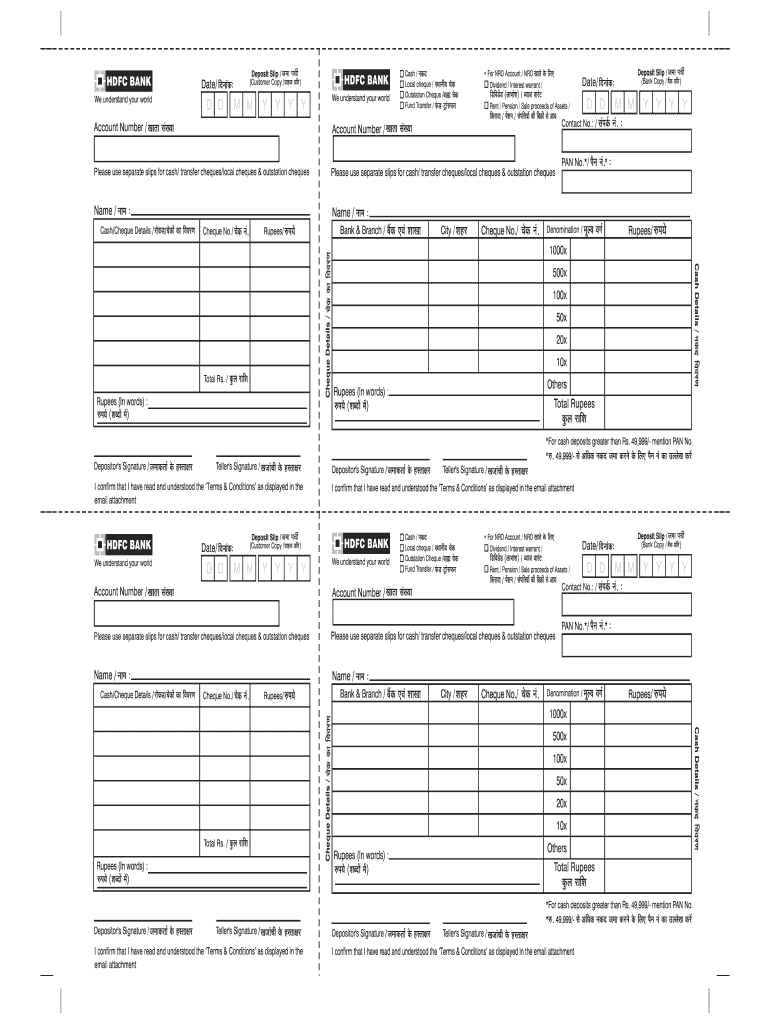 HDFC BANK
We understand your world
Deposit Slip / जमा पर्ची
(Customer Copy / ग्राहक प्रति)
Date/दिनांक:
D D M M Y Y Y Y
Account Number / खाता संख्या
Please use separate slips for cash/ transfer cheques/local cheques & outstation cheques
Name / नाम :
Cash/Cheque Details / रोकड़/चेकों का विवरण Cheque No./ चेक नं. Rupees/रुपये
Total Rs. / कुल राशि
Rupees (In words) :
रुपये (शब्दों में)
Depositor's Signature / जमाकर्ता के हस्ताक्षर Teller's Signature / खजांची के हस्ताक्षर
I confirm that I have read and understood the 'Terms & Conditions' as displayed in the
email attachment
HDFC BANK
We understand your world
Cash / नकद
Local cheque / स्थानीय चेक
Outstation Cheque /बाह्य चेक
Fund Transfer / फंड ट्रांसफर
* For NRO Account / NRO खाते के लिए
Dividend / Interest warrant /
डिविडेंड (लाभांश) / ब्याज वारंट
Rent / Pension / Sale proceeds of Assets /
किराया / पेंशन / संपत्तियों की बिक्री से आय
Deposit Slip / जमा पर्ची
(Bank Copy / बैंक प्रति)
Date/दिनांक:
D D M M Y Y Y Y
Account Number / खाता संख्या
Contact No.: / संपर्क नं. :
Please use separate slips for cash/ transfer cheques/local cheques & outstation cheques
PAN No.*/ पैन नं.* :
Name / नाम :
Cheque Details / चेक का विवरण
Bank & Branch / बैंक एवं शाखा City / शहर Cheque No./ चेक नं. Denomination / मूल्य वर्ग Rupees/रुपये
1000x
500x
100x
50x
20x
10x
Others
Total Rupees
कुल राशि
Cash Details / नकद विवरण
Rupees (In words) :
रुपये (शब्दों में)
*For cash deposits greater than Rs. 49,999/- mention PAN No.
*रु. 49,999/- से अधिक नकद जमा करने के लिए पैन नं का उल्लेख करें
Depositor's Signature / जमाकर्ता के हस्ताक्षर Teller's Signature / खजांची के हस्ताक्षर
I confirm that I have read and understood the 'Terms & Conditions' as displayed in the email attachment
HDFC BANK
We understand your world
Deposit Slip / जमा पर्ची
(Customer Copy / ग्राहक प्रति)
Date/दिनांक:
D D M M Y Y Y Y
Account Number / खाता संख्या
Please use separate slips for cash/ transfer cheques/local cheques & outstation cheques
Name / नाम :
Cash/Cheque Details / रोकड़/चेकों का विवरण Cheque No./ चेक नं. Rupees/रुपये
Total Rs. / कुल राशि
Rupees (In words) :
रुपये (शब्दों में)
Depositor's Signature / जमाकर्ता के हस्ताक्षर Teller's Signature / खजांची के हस्ताक्षर
I confirm that I have read and understood the 'Terms & Conditions' as displayed in the
email attachment
HDFC BANK
We understand your world
Cash / नकद
Local cheque / स्थानीय चेक
Outstation Cheque /बाह्य चेक
Fund Transfer / फंड ट्रांसफर
* For NRO Account / NRO खाते के लिए
Dividend / Interest warrant /
डिविडेंड (लाभांश) / ब्याज वारंट
Rent / Pension / Sale proceeds of Assets /
किराया / पेंशन / संपत्तियों की बिक्री से आय
Deposit Slip / जमा पर्ची
(Bank Copy / बैंक प्रति)
Date/दिनांक:
D D M M Y Y Y Y
Account Number / खाता संख्या
Contact No.: / संपर्क नं. :
Please use separate slips for cash/ transfer cheques/local cheques & outstation cheques
PAN No.*/ पैन नं.* :
Name / नाम :
Cheque Details / चेक का विवरण
Bank & Branch / बैंक एवं शाखा City / शहर Cheque No./ चेक नं. Denomination / मूल्य वर्ग Rupees/रुपये
1000x
500x
100x
50x
20x
10x
Others
Total Rupees
कुल राशि
Cash Details / नकद विवरण
Rupees (In words) :
रुपये (शब्दों में)
*For cash deposits greater than Rs. 49,999/- mention PAN No.
*रु. 49,999/- से अधिक नकद जमा करने के लिए पैन नं का उल्लेख करें
Depositor's Signature / जमाकर्ता के हस्ताक्षर Teller's Signature / खजांची के हस्ताक्षर
I confirm that I have read and understood the 'Terms & Conditions' as displayed in the email attachment